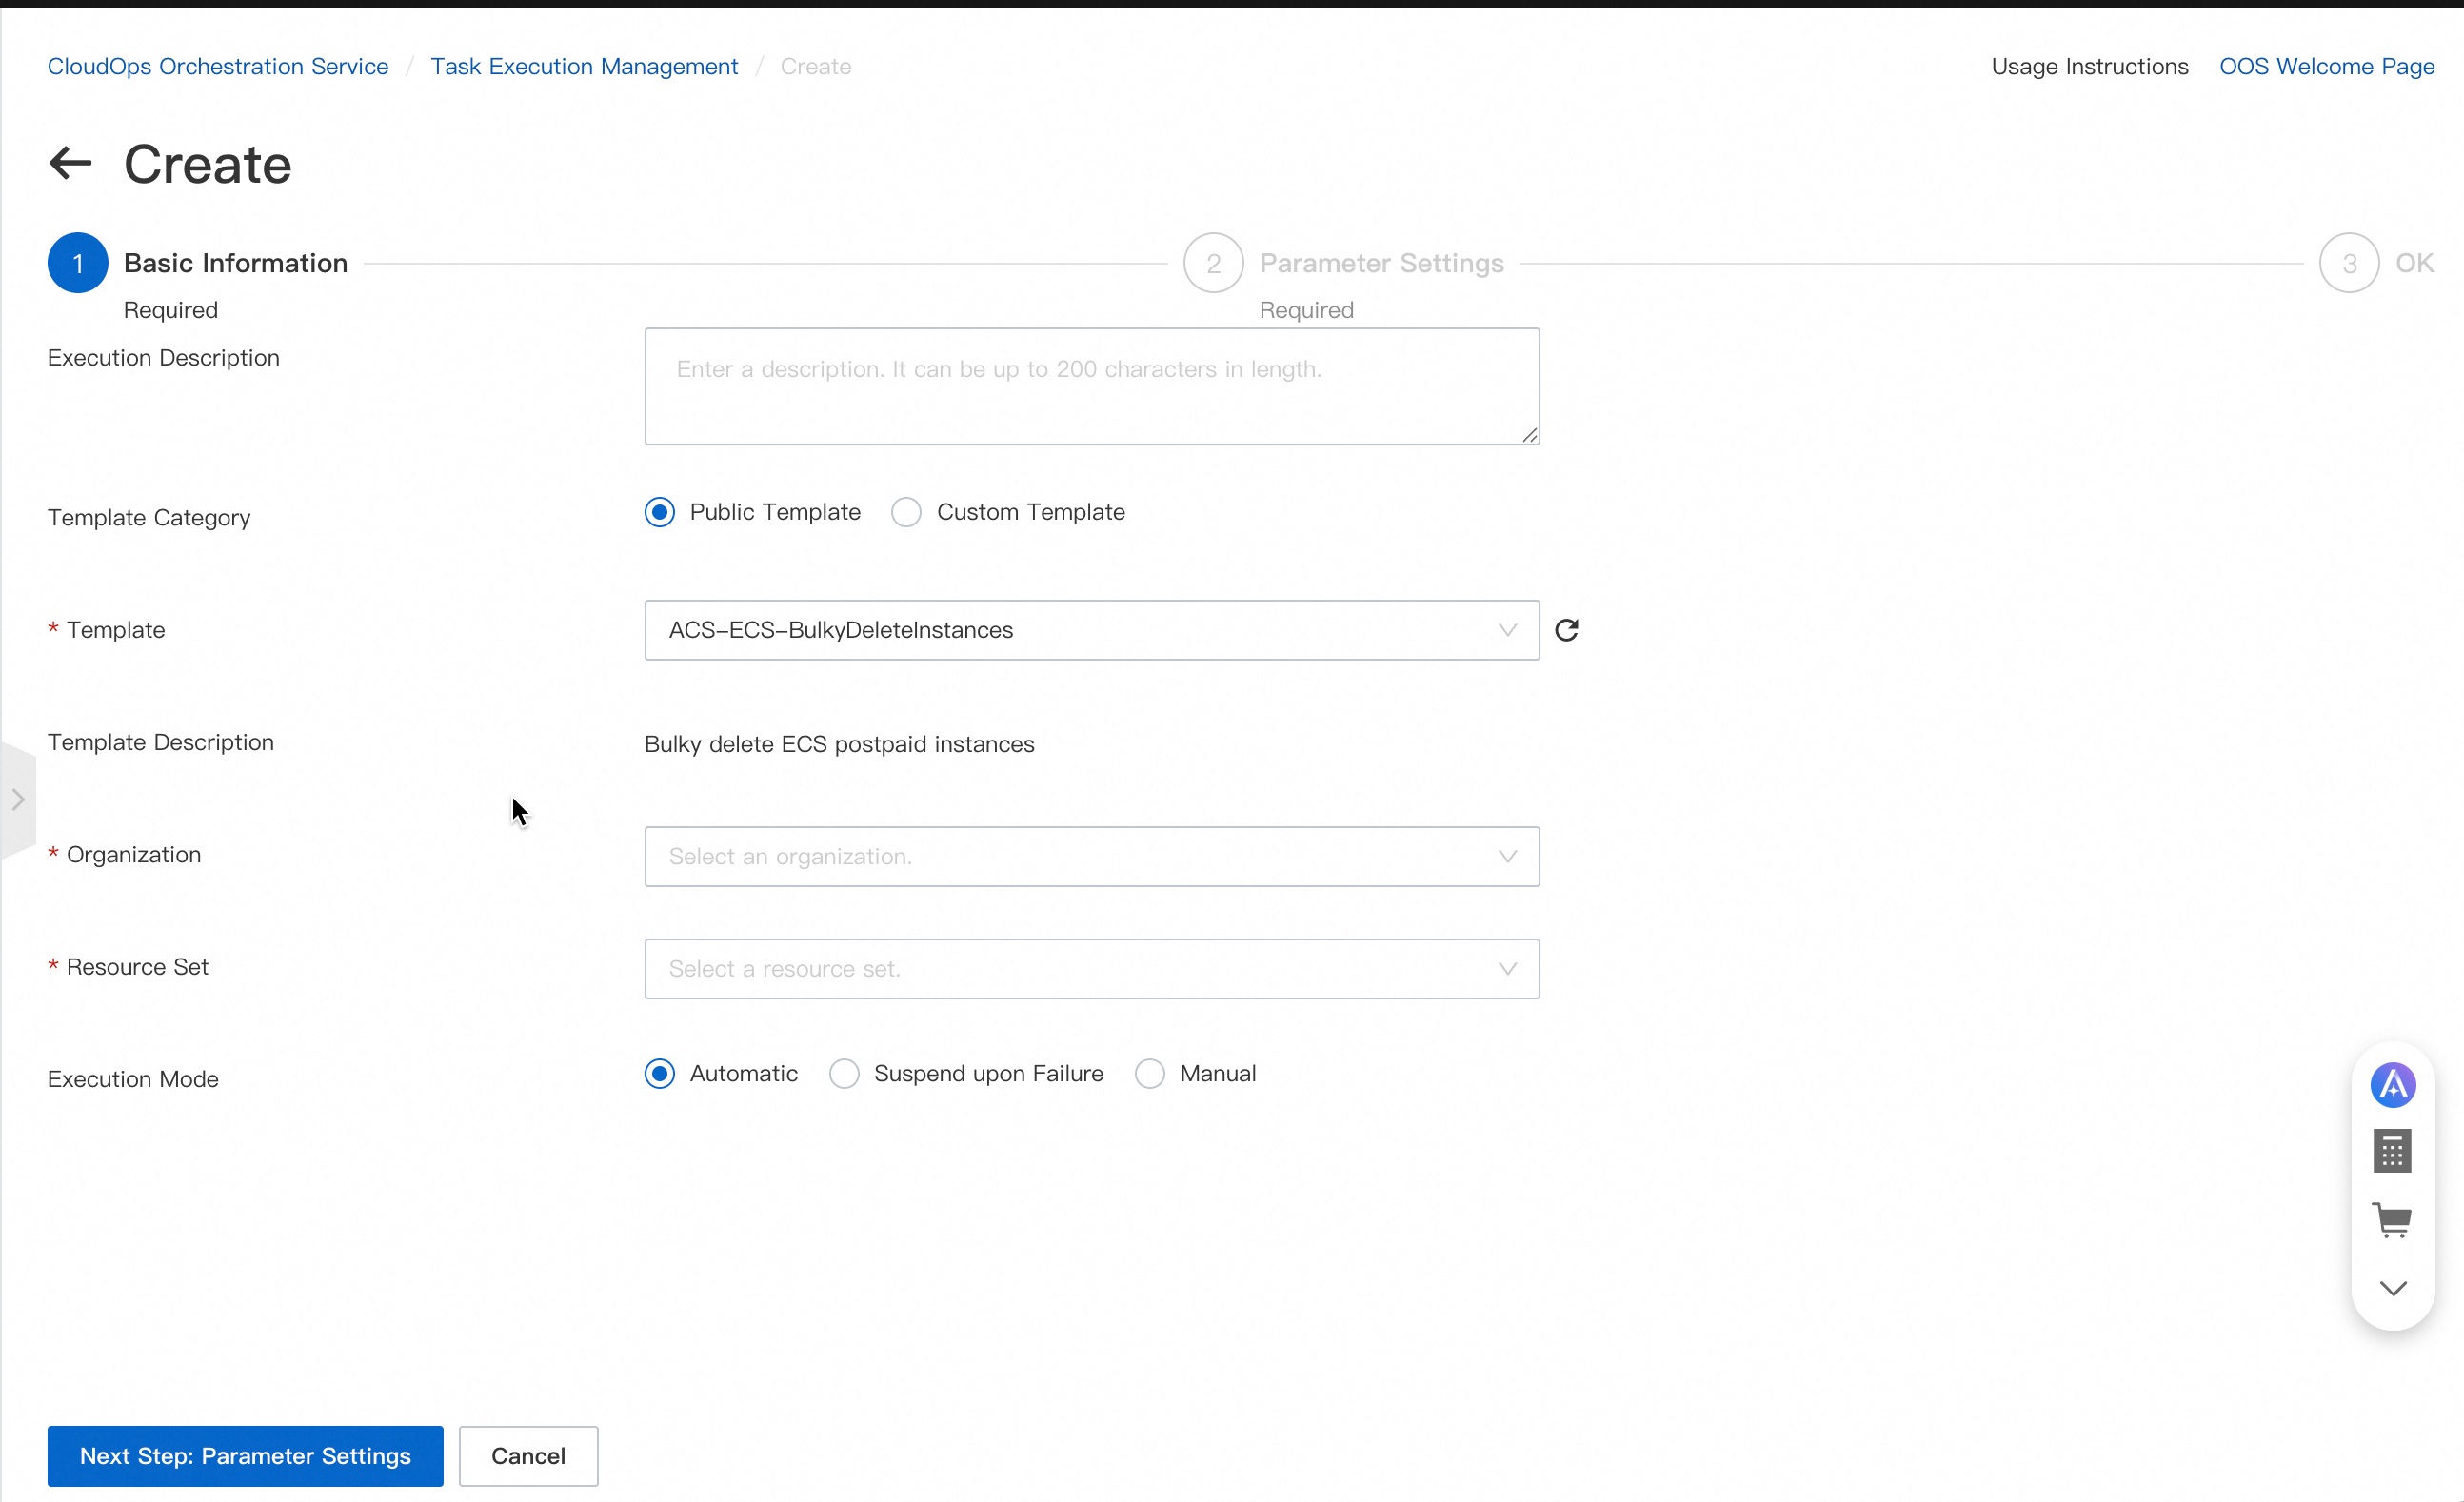 CloudOps Orchestration Service / Task Execution Management / Create
Usage Instructions OOS Welcome Page
Create
1 Basic Information
Required
2 Parameter Settings
Required
3 OK
Execution Description
Enter a description. It can be up to 200 characters in length.
Template Category
Public Template Custom Template
* Template
ACS-ECS-BulkyDeleteInstances
Template Description
Bulky delete ECS postpaid instances
* Organization
Select an organization.
* Resource Set
Select a resource set.
Execution Mode
Automatic Suspend upon Failure Manual
Next Step: Parameter Settings Cancel